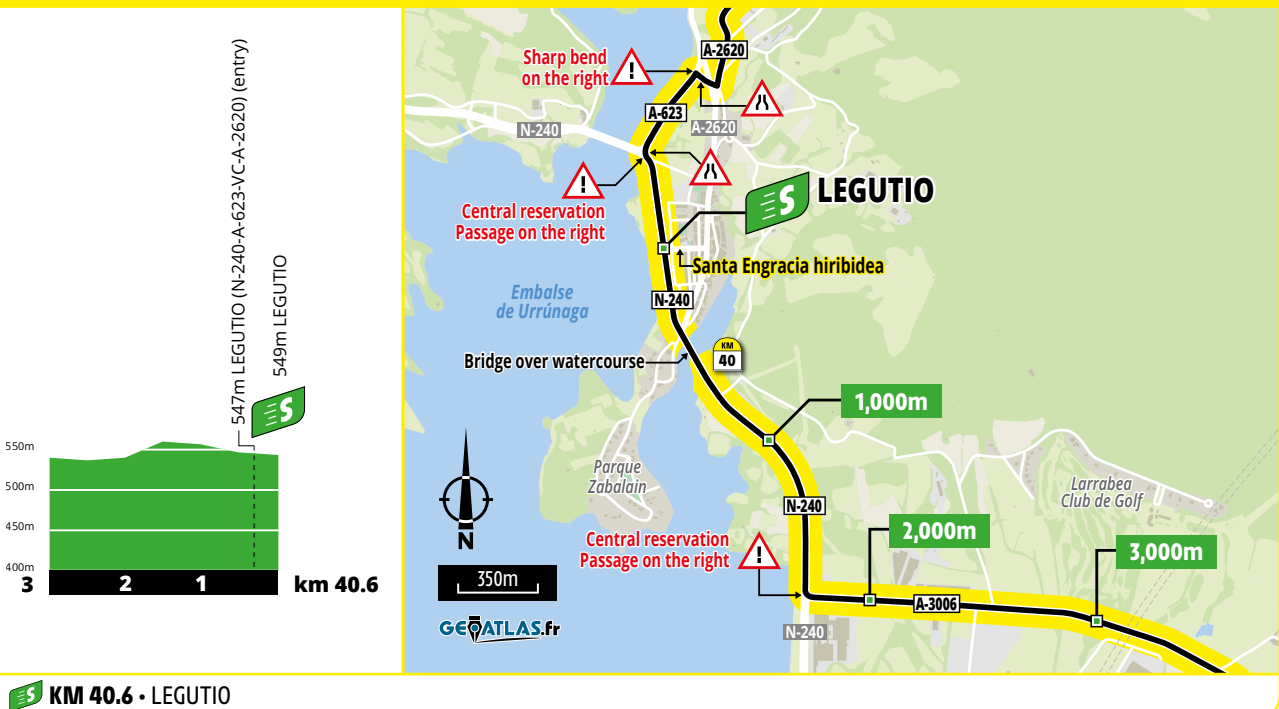 547m LEGUTIO (N-240-A-623-VC-A-2620) (entry)
549m LEGUTIO
S
550m
500m
450m
400m
3
2
1
km 40.6
Sharp bend
on the right
A-2620
A-623
N-240
A-2620
Central reservation
Passage on the right
S
LEGUTIO
Santa Engracia hiribidea
Embalse
de Urrúnaga
N-240
Bridge over watercourse
KM
40
1,000m
Parque
Zabalain
Larrabea
Club de Golf
N-240
2,000m
3,000m
Central reservation
Passage on the right
N
350m
A-3006
N-240
GEOATLAS.fr
S
KM 40.6 • LEGUTIO